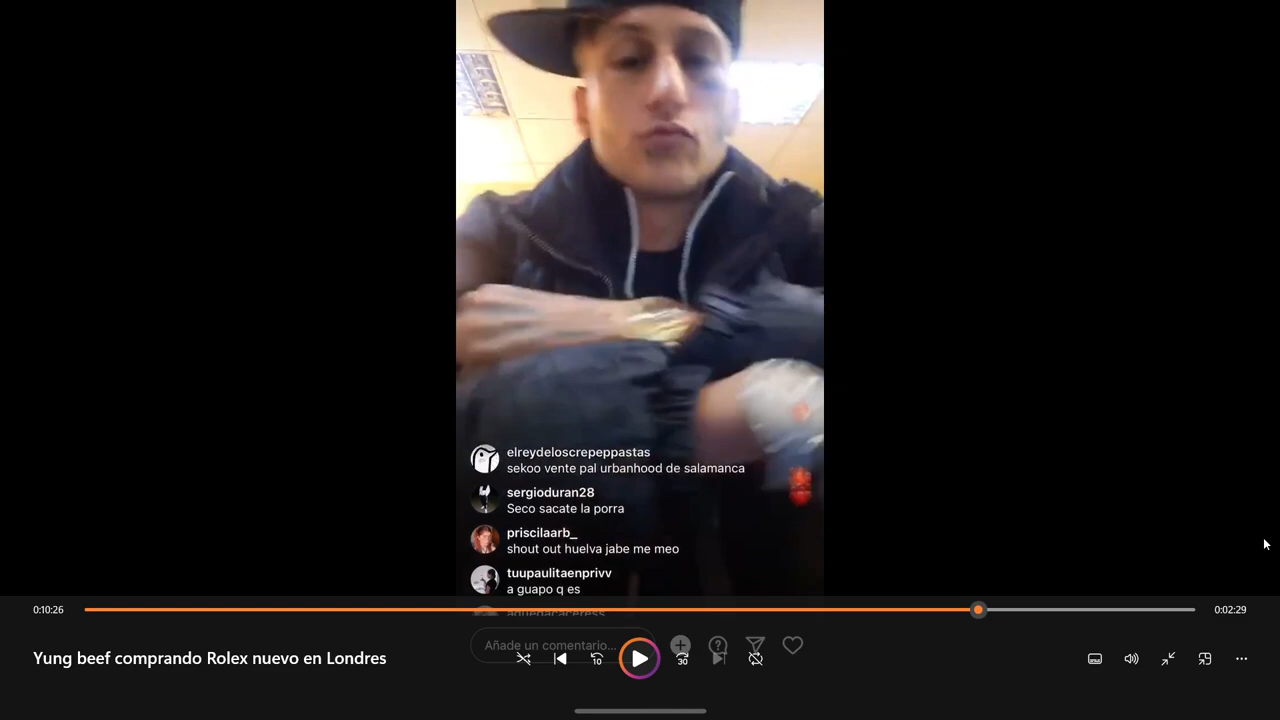 elreydeloscrepeppastas
sekoo vente pal urbanhood de salamanca
sergioduran28
Seco sacate la porra
priscilaarb_
shout out huelva jabe me meo
tuupaulitaenprivv
a guapo q es
0:10:26
0:02:29
Añade un comentario...
10
30
Yung beef comprando Rolex nuevo en Londres